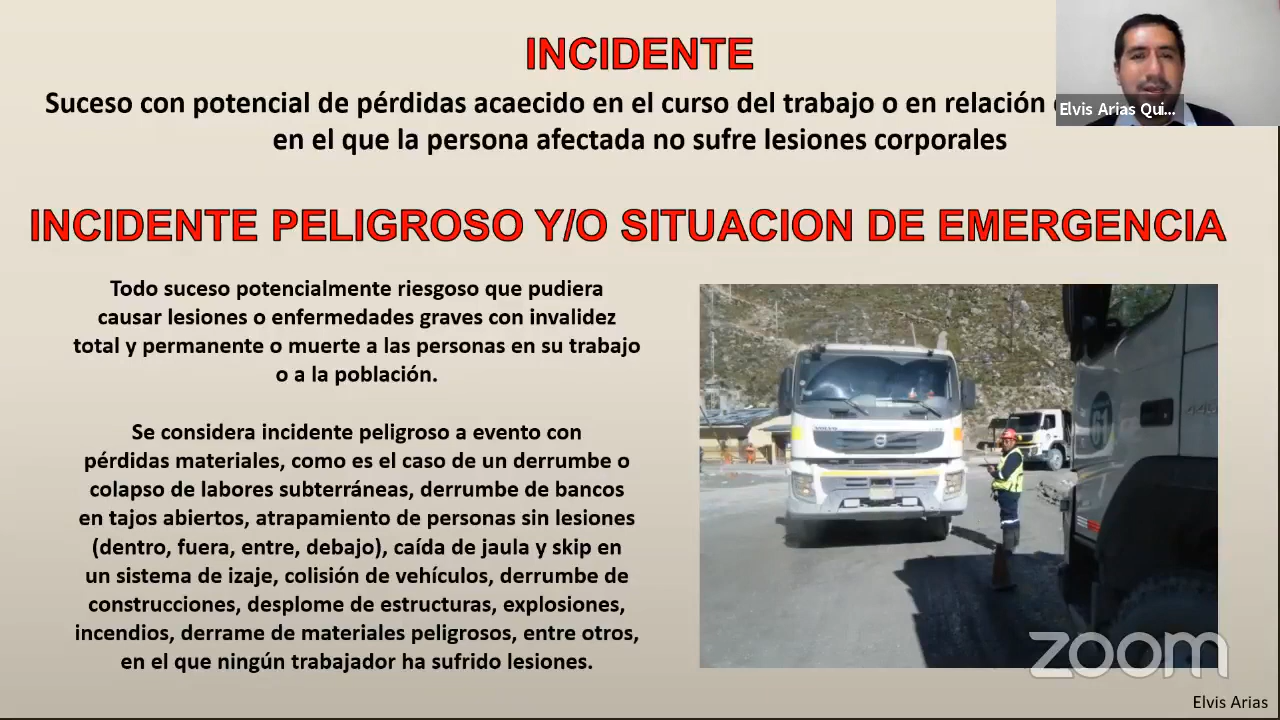 INCIDENTE
Suceso con potencial de pérdidas acaecido en el curso del trabajo o en relación
en el que la persona afectada no sufre lesiones corporales
Elvis Arias Qui...
INCIDENTE PELIGROSO Y/O SITUACION DE EMERGENCIA
Todo suceso potencialmente riesgoso que pudiera
causar lesiones o enfermedades graves con invalidez
total y permanente o muerte a las personas en su trabajo
o a la población.
Se considera incidente peligroso a evento con
pérdidas materiales, como es el caso de un derrumbe o
colapso de labores subterráneas, derrumbe de bancos
en tajos abiertos, atrapamiento de personas sin lesiones
(dentro, fuera, entre, debajo), caída de jaula y skip en
un sistema de izaje, colisión de vehículos, derrumbe de
construcciones, desplome de estructuras, explosiones,
incendios, derrame de materiales peligrosos, entre otros,
en el que ningún trabajador ha sufrido lesiones.
VOLVO
61
zoom
Elvis Arias